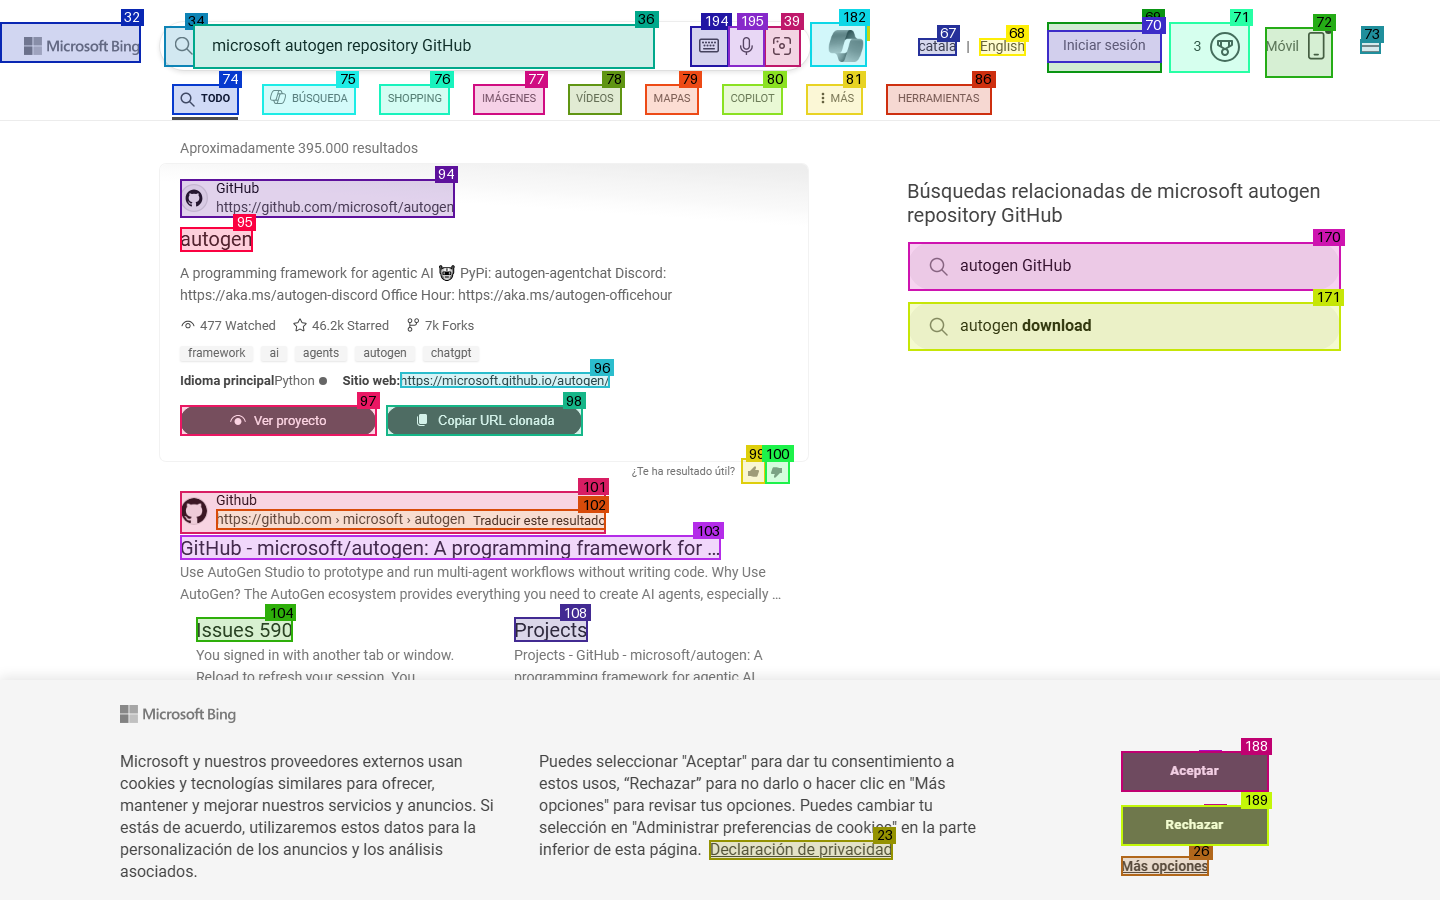 32
34
36
194
195
39
182
67
68
69
70
71
72
73
Microsoft Bing
microsoft autogen repository GitHub
català | English
Iniciar sesión
3
Móvil
74
75
76
77
78
79
80
81
86
TODO
BÚSQUEDA
SHOPPING
IMÁGENES
VÍDEOS
MAPAS
COPILOT
MÁS
HERRAMIENTAS
Aproximadamente 395.000 resultados
94
GitHub
https://github.com/microsoft/autogen
95
autogen
A programming framework for agentic AI PyPi: autogen-agentchat Discord:
https://aka.ms/autogen-discord Office Hour: https://aka.ms/autogen-officehour
477 Watched 46.2k Starred 7k Forks
framework ai agents autogen chatgpt
96
Idioma principalPython Sitio web:https://microsoft.github.io/autogen/
97
98
Ver proyecto
Copiar URL clonada
99
100
¿Te ha resultado útil?
101
Github
102
https://github.com › microsoft › autogen Traducir este resultado
103
GitHub - microsoft/autogen: A programming framework for ...
Use AutoGen Studio to prototype and run multi-agent workflows without writing code. Why Use
AutoGen? The AutoGen ecosystem provides everything you need to create AI agents, especially ...
104
Issues 590
You signed in with another tab or window.
Reload to refresh your session. You
108
Projects
Projects - GitHub - microsoft/autogen: A
programming framework for agentic AI
Búsquedas relacionadas de microsoft autogen
repository GitHub
170
autogen GitHub
171
autogen download
Microsoft Bing
Microsoft y nuestros proveedores externos usan
cookies y tecnologías similares para ofrecer,
mantener y mejorar nuestros servicios y anuncios. Si
estás de acuerdo, utilizaremos estos datos para la
personalización de los anuncios y los análisis
asociados.
Puedes seleccionar "Aceptar" para dar tu consentimiento a
estos usos, “Rechazar” para no darlo o hacer clic en "Más
opciones" para revisar tus opciones. Puedes cambiar tu
selección en "Administrar preferencias de cookies" en la parte
inferior de esta página. Declaración de privacidad
23
188
Aceptar
189
Rechazar
26
Más opciones